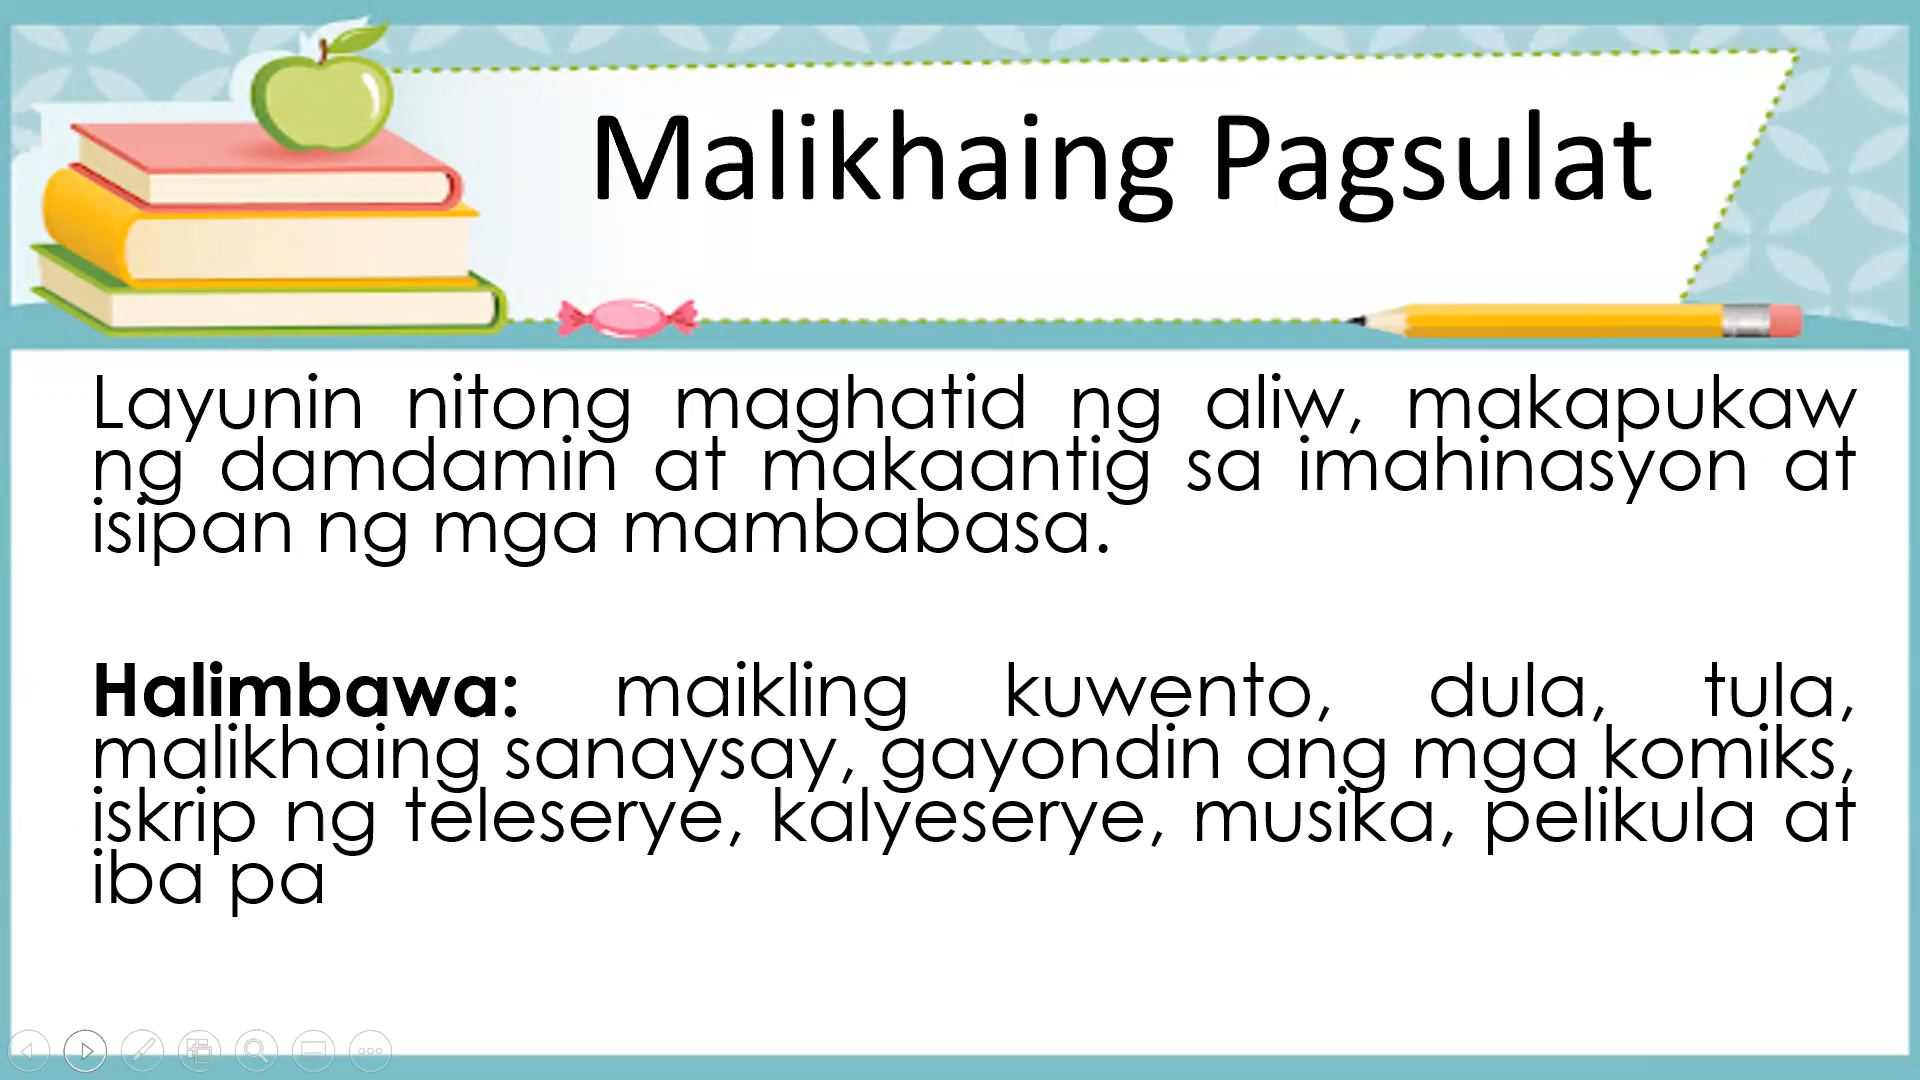 Malikhaing Pagsulat
Layunin nitong maghatid ng aliw, makapukaw
ng damdamin at makaantig sa imahinasyon at
isipan ng mga mambabasa.
Halimbawa: maikling kuwento, dula, tula,
malikhaing sanaysay, gayondin ang mga komiks,
iskrip ng teleserye, kalyeserye, musika, pelikula at
iba pa